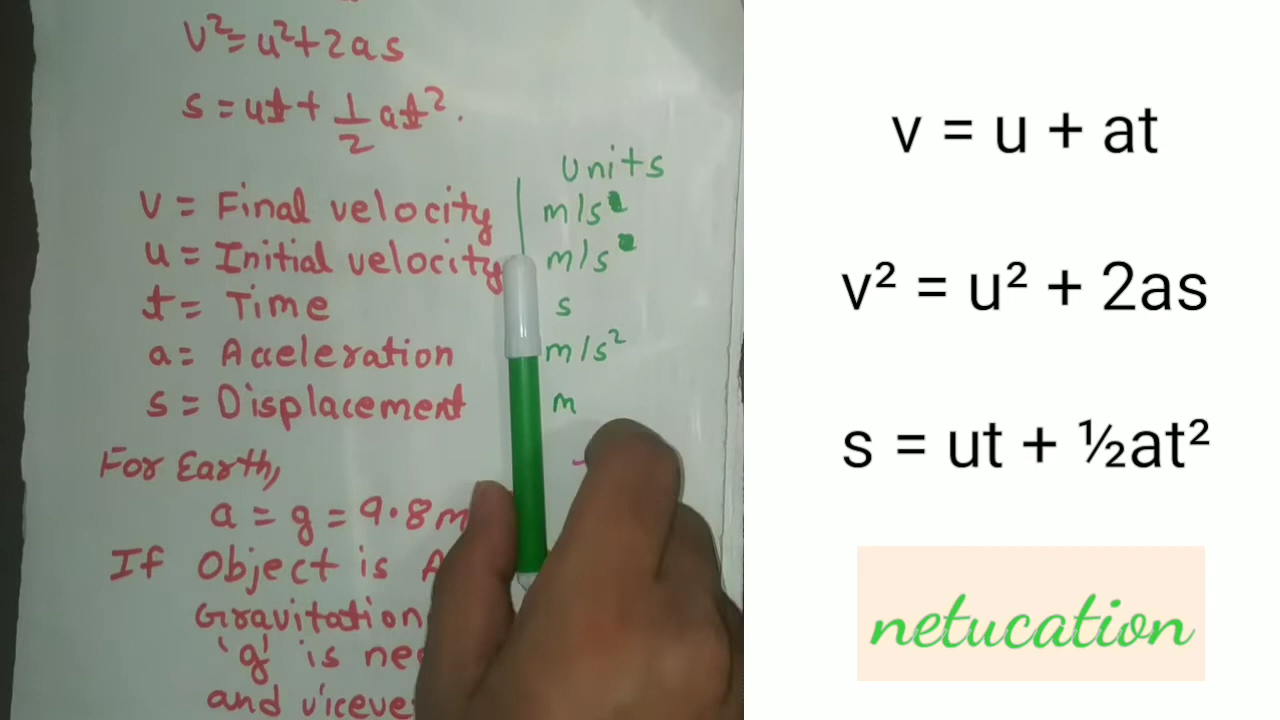 v²=u²+2as
s=ut+½at².
units
v = Final velocity m/s
u = Initial velocity m/s
t = Time s
a = Acceleration m/s²
s = Displacement m
For Earth,
a = g = 9.8m
If Object is
Gravitation
'g' is
and
v = u + at
v² = u² + 2as
s = ut + ½at²
netucation